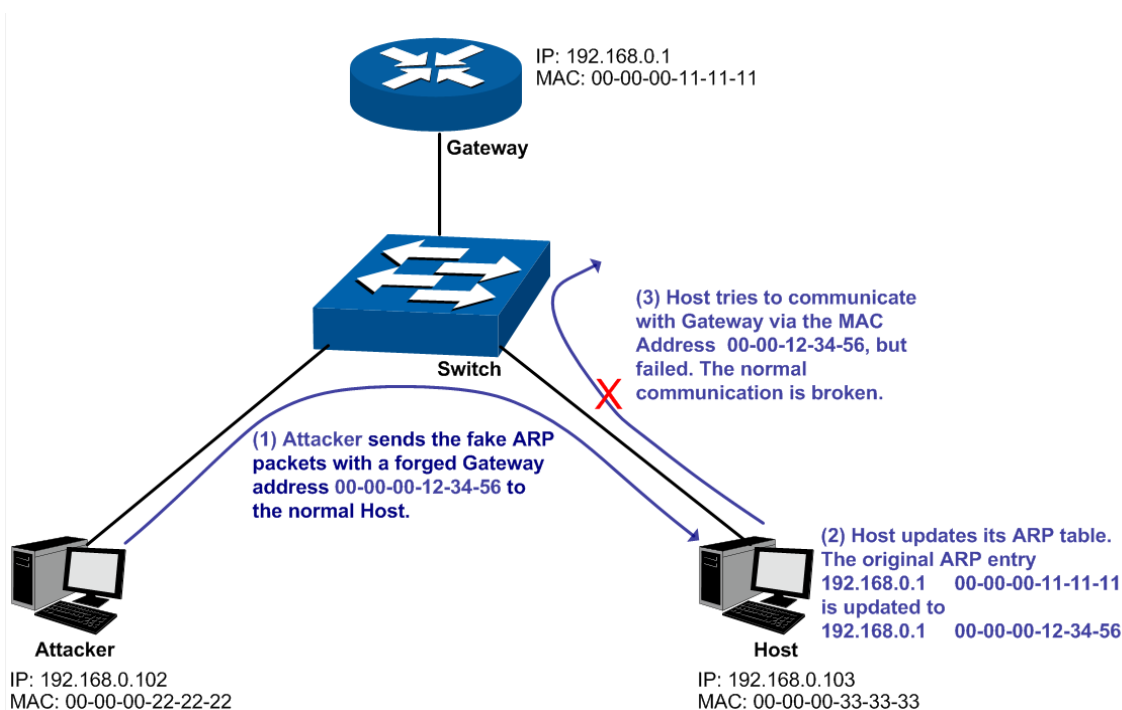 IP: 192.168.0.1
MAC: 00-00-00-11-11-11
Gateway
Switch
(3) Host tries to communicate
with Gateway via the MAC
Address 00-00-12-34-56, but
failed. The normal
communication is broken.
X
(1) Attacker sends the fake ARP
packets with a forged Gateway
address 00-00-00-12-34-56 to
the normal Host.
(2) Host updates its ARP table.
The original ARP entry
192.168.0.1 00-00-00-11-11-11
is updated to
192.168.0.1 00-00-00-12-34-56
Attacker
IP: 192.168.0.102
MAC: 00-00-00-22-22-22
Host
IP: 192.168.0.103
MAC: 00-00-00-33-33-33